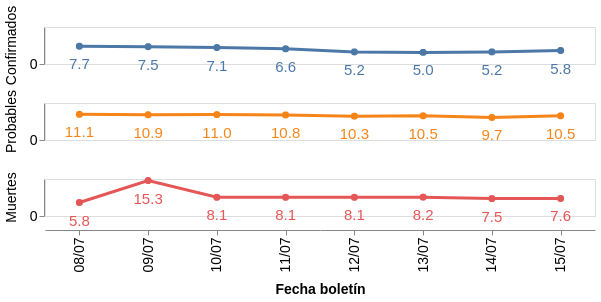 Confirmados
0
7.7 7.5 7.1 6.6 5.2 5.0 5.2 5.8
Probables
0
11.1 10.9 11.0 10.8 10.3 10.5 9.7 10.5
Muertes
0
5.8 15.3 8.1 8.1 8.1 8.2 7.5 7.6
08/07 09/07 10/07 11/07 12/07 13/07 14/07 15/07
Fecha boletín